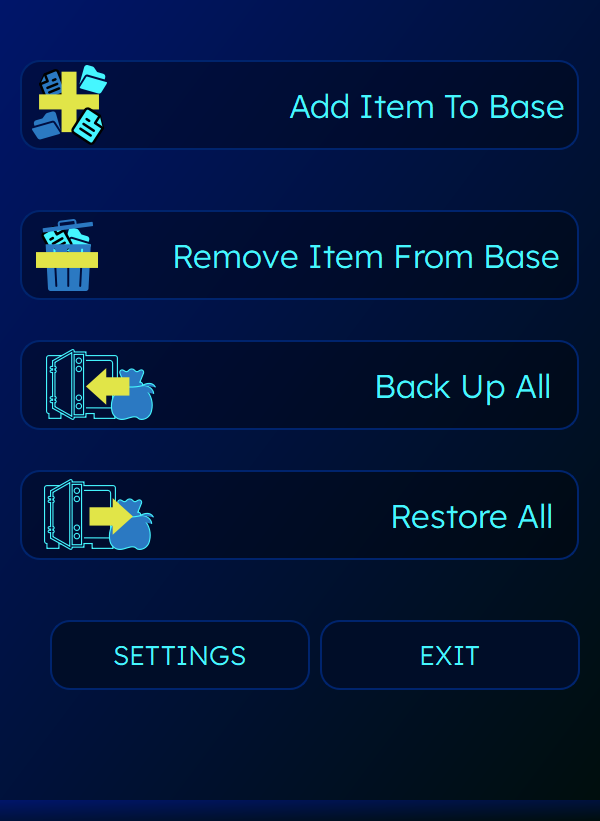 Add Item To Base
Remove Item From Base
Back Up All
Restore All
SETTINGS
EXIT